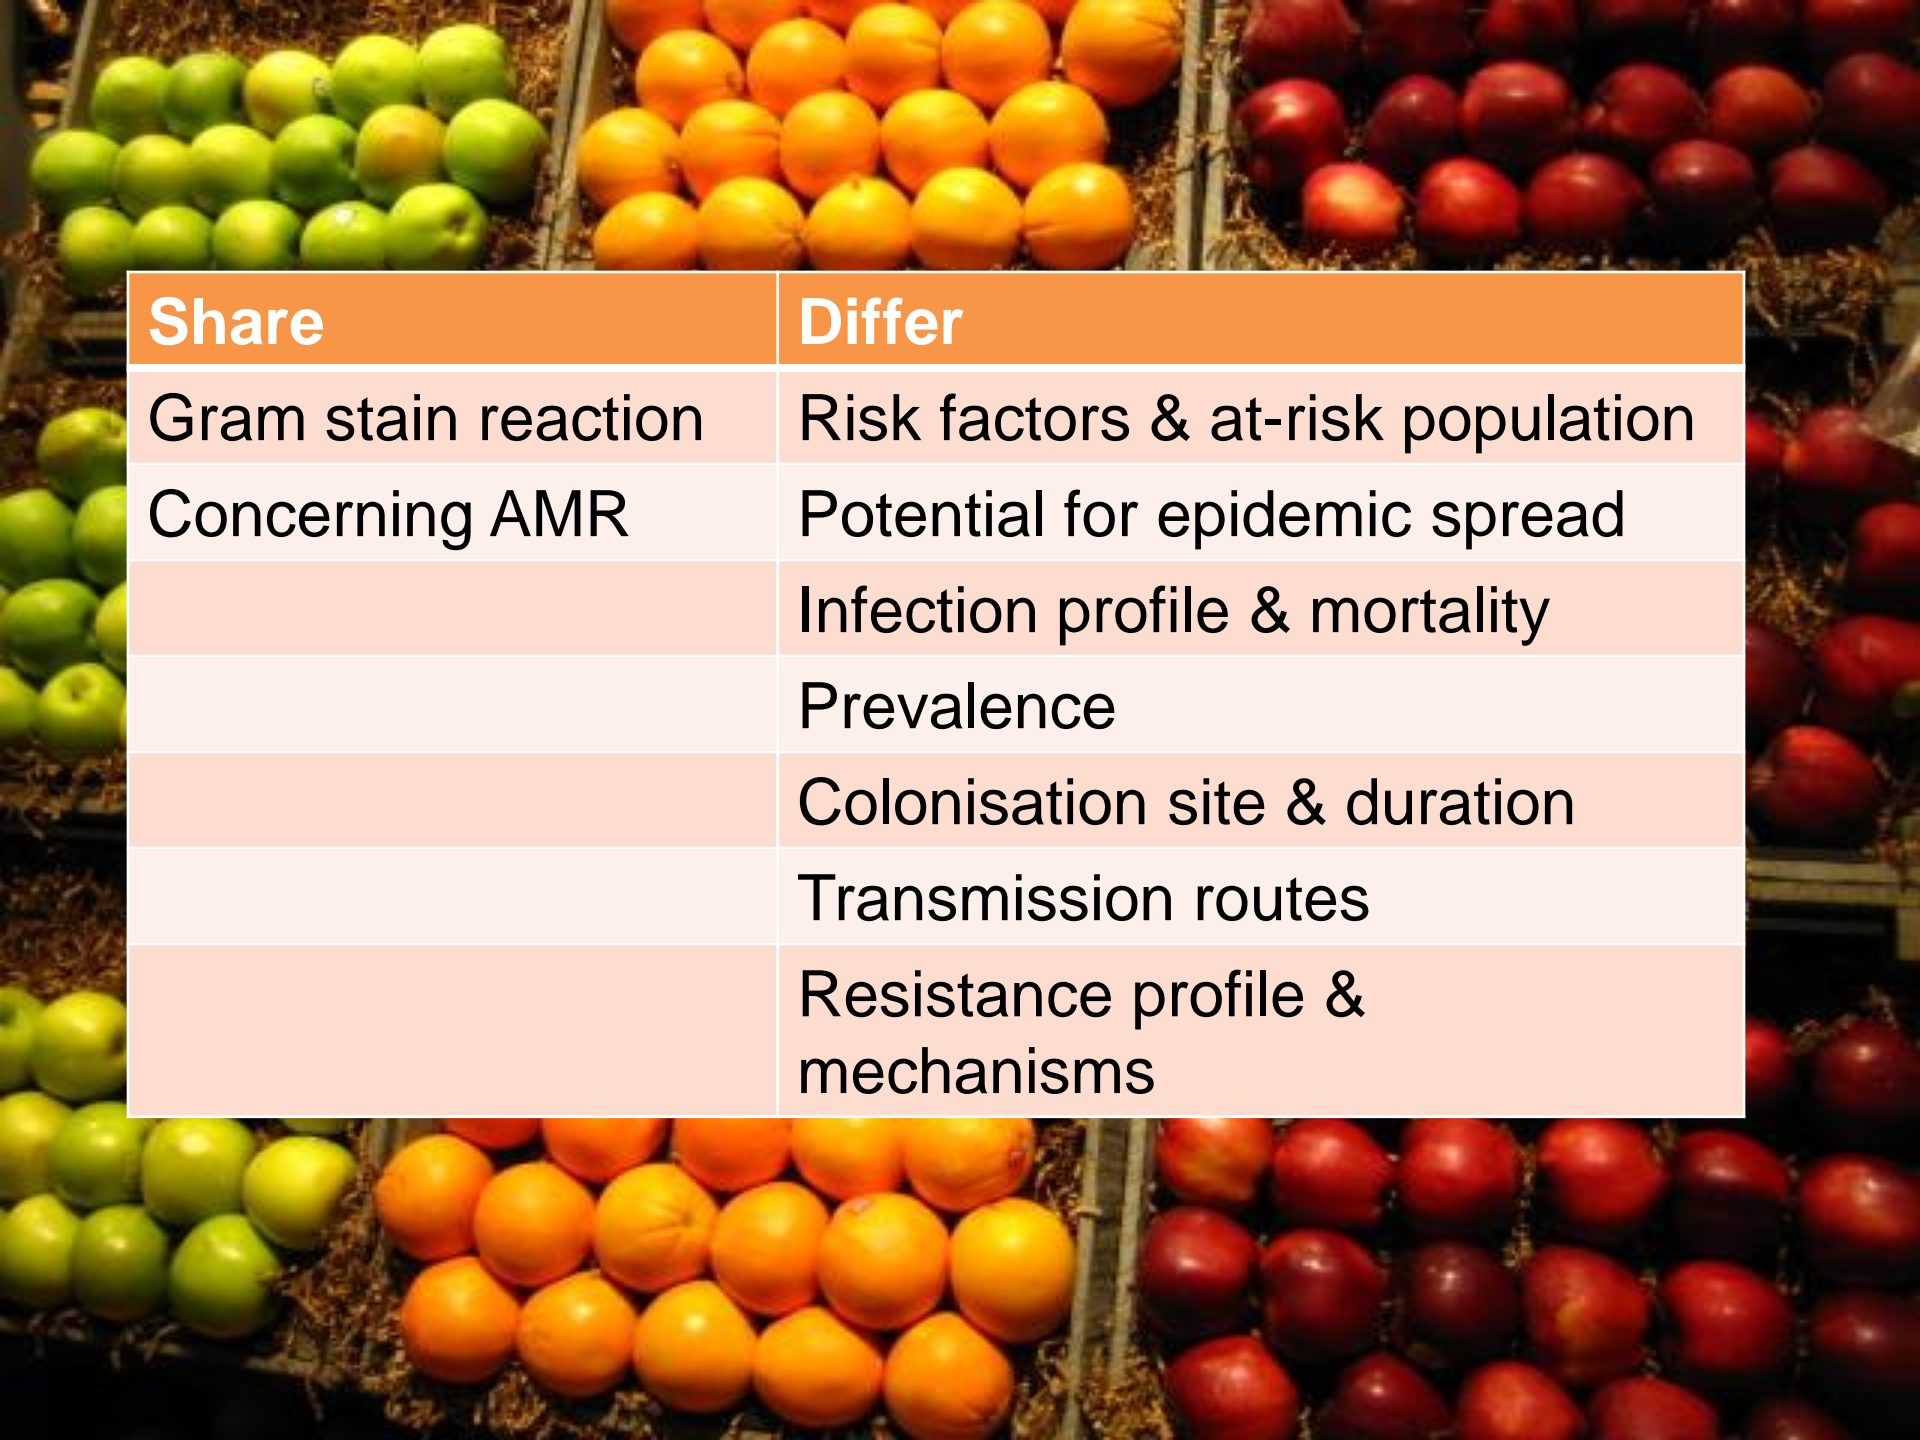 Share
Differ
Gram stain reaction
Risk factors & at-risk population
Concerning AMR
Potential for epidemic spread
Infection profile & mortality
Prevalence
Colonisation site & duration
Transmission routes
Resistance profile &
mechanisms